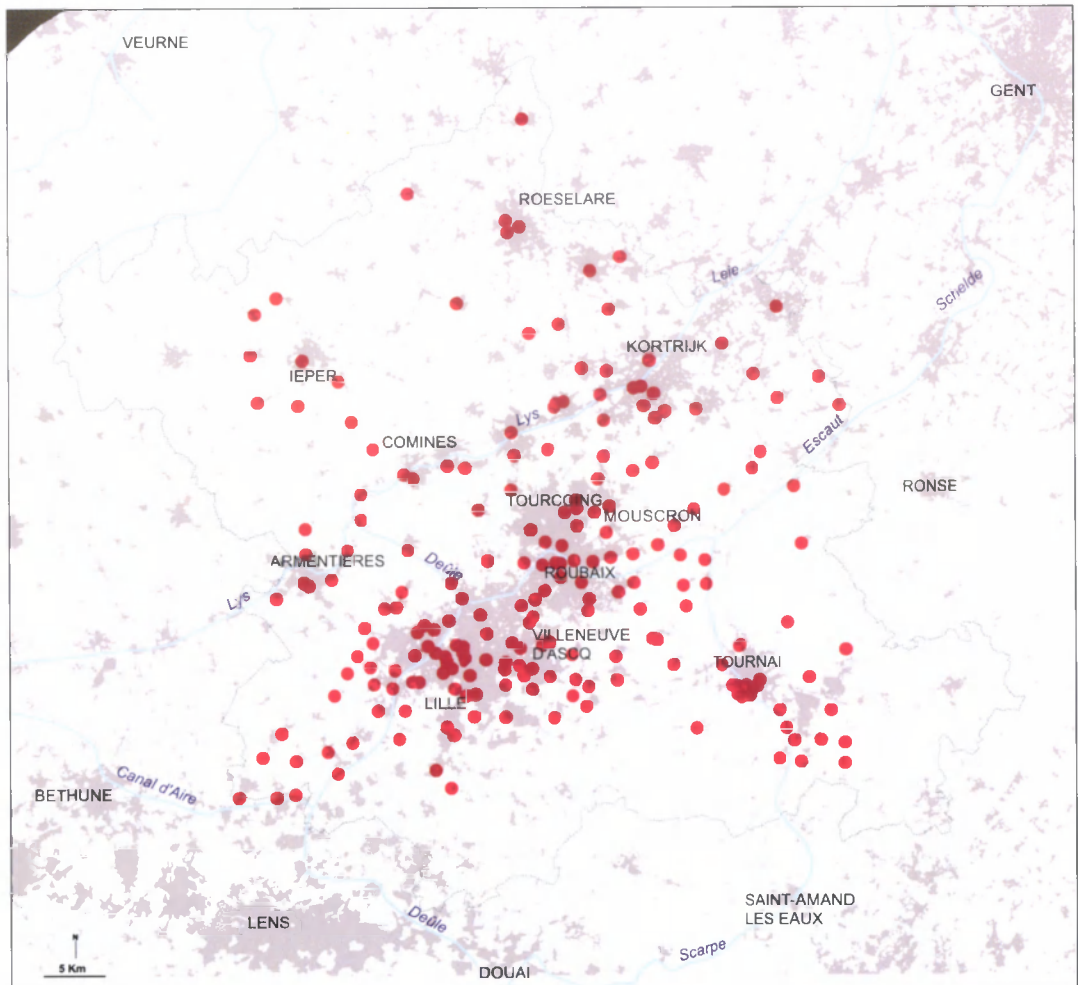 VEURNE
GENT
ROESELARE
Leie
Schelde
KORTRIJK
IEPER
Lys
Escaut
COMINES
RONSE
TOURCOING
MOUSCRON
ARMENTIERES
Deûle
ROUBAIX
Lys
VILLENEUVE
D'ASCQ
TOURNAI
LILLE
Canal d'Aire
BETHUNE
SAINT-AMAND
LES EAUX
LENS
Deûle
Scarpe
N
5 Km
DOUAI